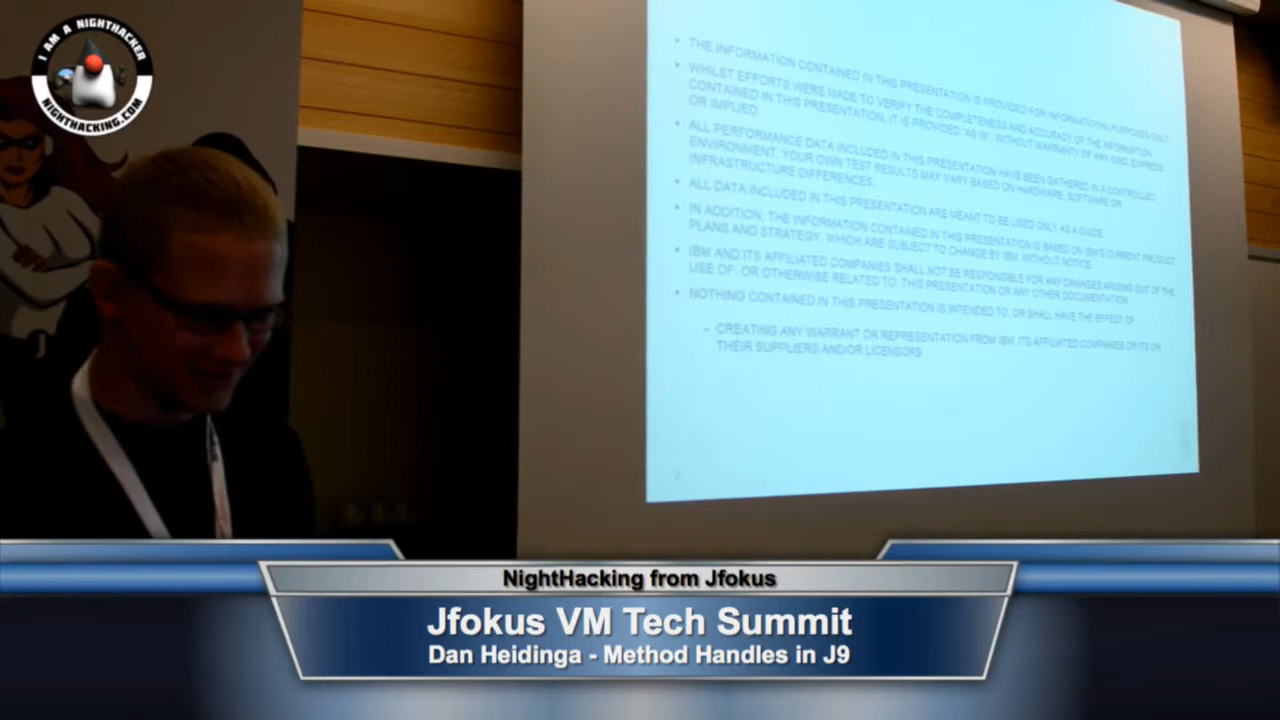 I AM A NIGHTHACKER
NIGHTHACKING.COM
• THE INFORMATION CONTAINED IN THIS PRESENTATION IS PROVIDED FOR INFORMATIONAL PURPOSES ONLY
• WHILST EFFORTS WERE MADE TO VERIFY THE COMPLETENESS AND ACCURACY OF THE INFORMATION
CONTAINED IN THIS PRESENTATION, IT IS PROVIDED "AS IS", WITHOUT WARRANTY OF ANY KIND, EXPRESS
OR IMPLIED.
• ALL PERFORMANCE DATA INCLUDED IN THIS PRESENTATION HAVE BEEN GATHERED IN A CONTROLLED
ENVIRONMENT. YOUR OWN TEST RESULTS MAY VARY BASED ON HARDWARE, SOFTWARE OR
INFRASTRUCTURE DIFFERENCES.
• ALL DATA INCLUDED IN THIS PRESENTATION ARE MEANT TO BE USED ONLY AS A GUIDE.
• IN ADDITION, THE INFORMATION CONTAINED IN THIS PRESENTATION IS BASED ON IBM'S CURRENT PRODUCT
PLANS AND STRATEGY, WHICH ARE SUBJECT TO CHANGE BY IBM, WITHOUT NOTICE.
• IBM AND ITS AFFILIATED COMPANIES SHALL NOT BE RESPONSIBLE FOR ANY DAMAGES ARISING OUT OF THE
USE OF, OR OTHERWISE RELATED TO, THIS PRESENTATION OR ANY OTHER DOCUMENTATION
• NOTHING CONTAINED IN THIS PRESENTATION IS INTENDED TO, OR SHALL HAVE THE EFFECT OF
- CREATING ANY WARRANT OR REPRESENTATION FROM IBM, ITS AFFILIATED COMPANIES OR ITS OR
THEIR SUPPLIERS AND/OR LICENSORS
2
NightHacking from Jfokus
Jfokus VM Tech Summit
Dan Heidinga - Method Handles in J9